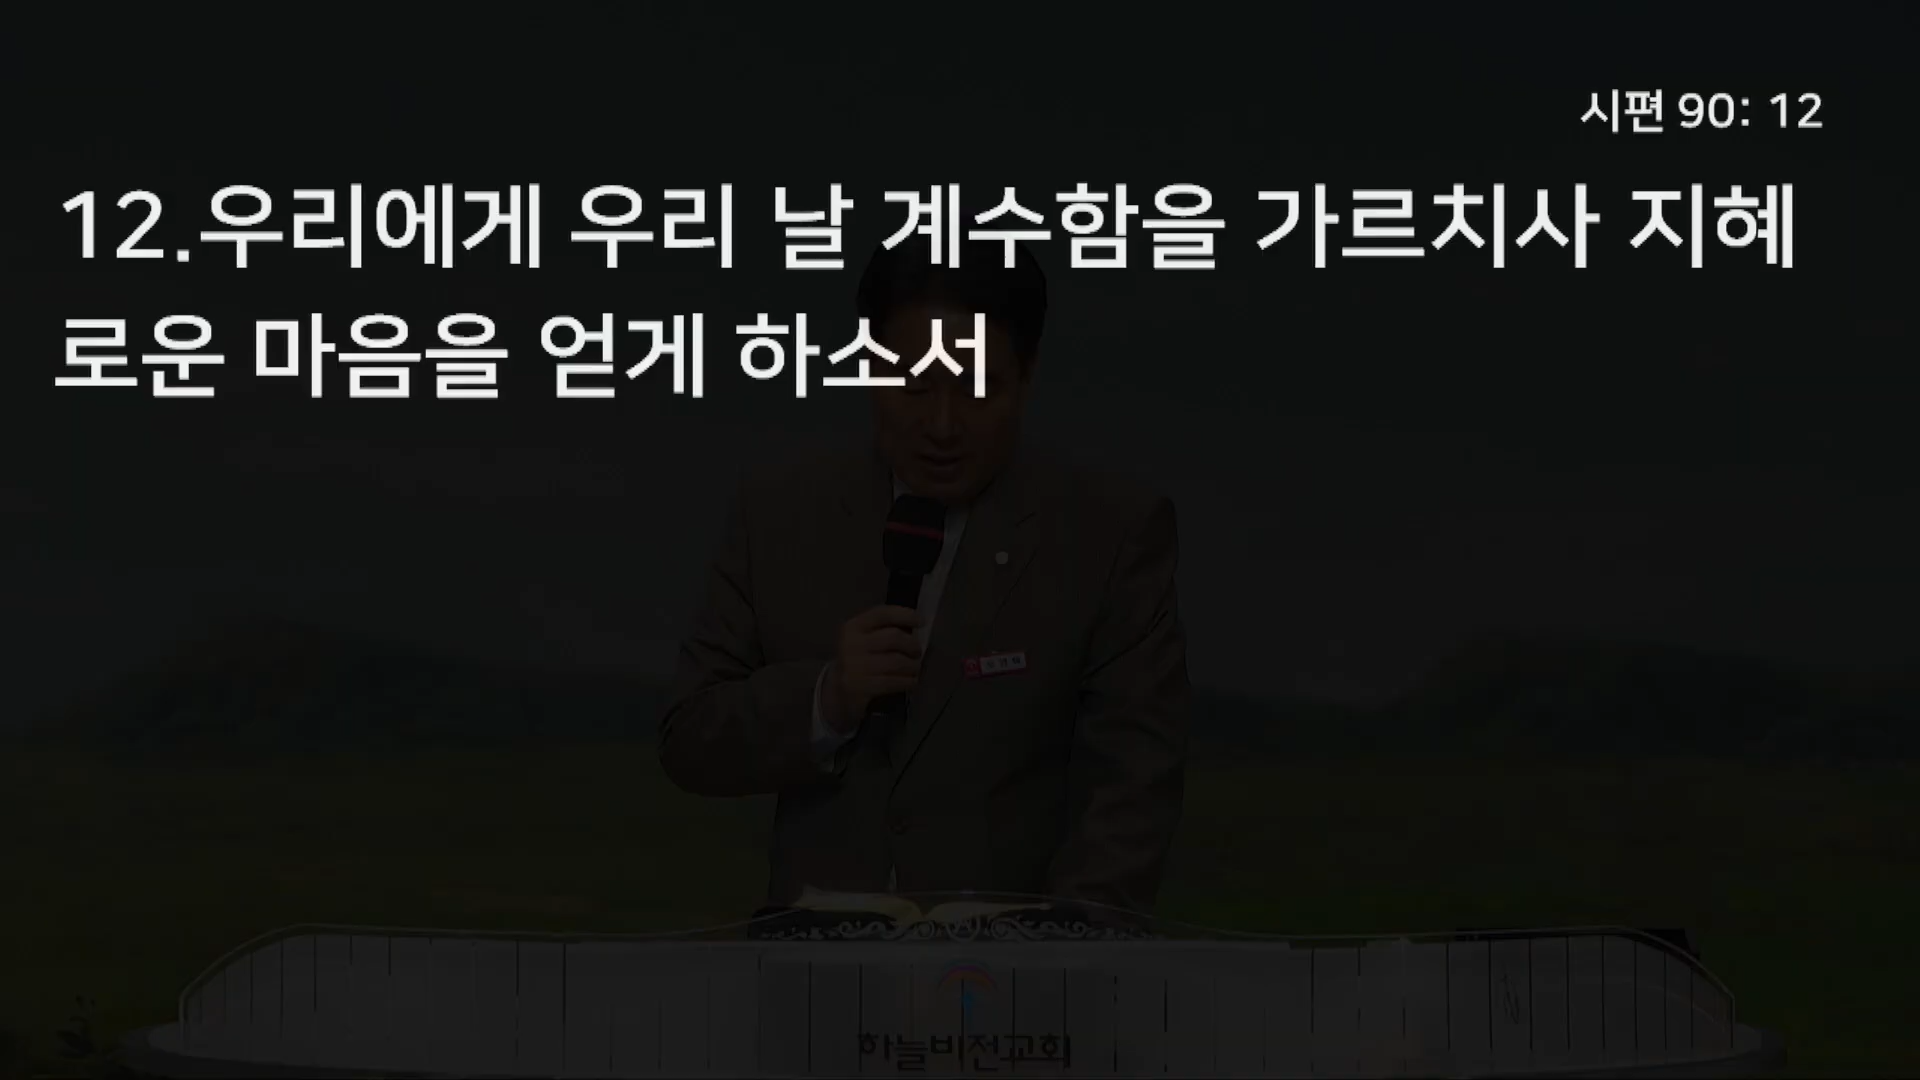 시편 90: 12
12.우리에게 우리 날 계수함을 가르치사 지혜
로운 마음을 얻게 하소서
하늘비전교회